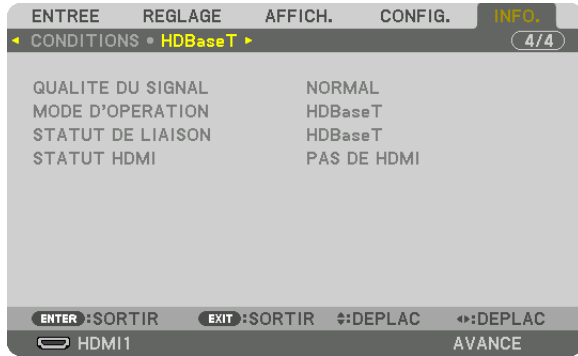 ENTREE REGLAGE AFFICH. CONFIG. INFO.
CONDITIONS • HDBaseT 4/4
QUALITE DU SIGNAL NORMAL
MODE D'OPERATION HDBaseT
STATUT DE LIAISON HDBaseT
STATUT HDMI PAS DE HDMI
ENTER :SORTIR EXIT :SORTIR :DEPLAC :DEPLAC
HDMI1 AVANCE